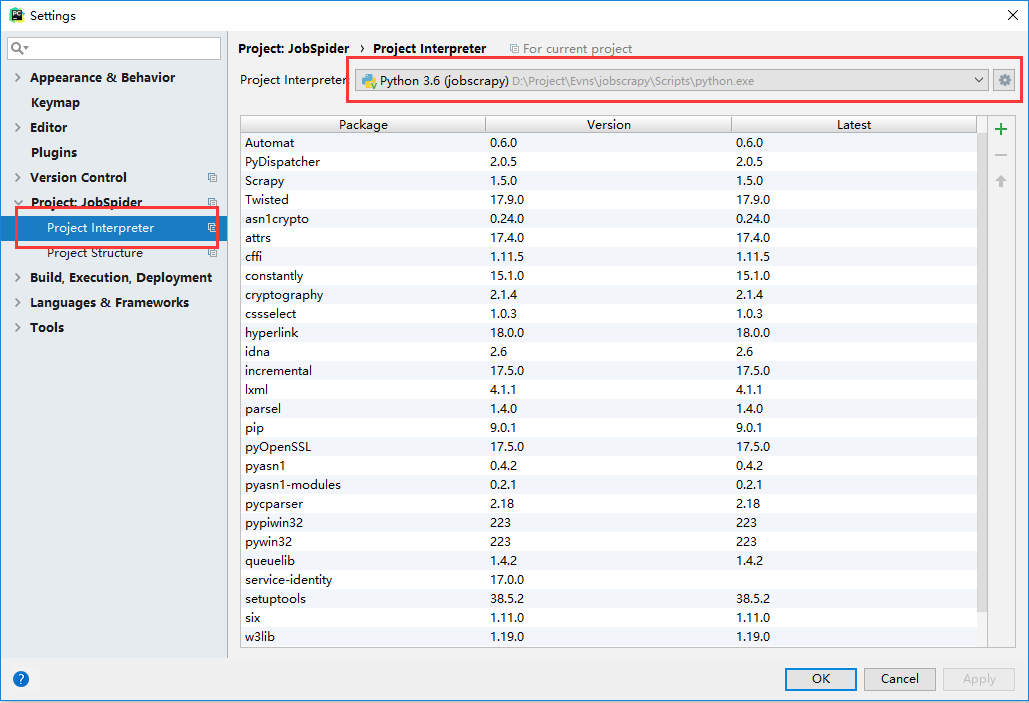 Settings
Project: JobSpider › Project Interpreter For current project
Appearance & Behavior
Keymap
Editor
Plugins
Version Control
Project: JobSpider
Project Interpreter
Project Structure
Build, Execution, Deployment
Languages & Frameworks
Tools
Project Interpreter Python 3.6 (jobscrapy) D:\Project\Evns\jobscrapy\Scripts\python.exe
Package Version Latest
Automat 0.6.0 0.6.0
PyDispatcher 2.0.5 2.0.5
Scrapy 1.5.0 1.5.0
Twisted 17.9.0 17.9.0
asn1crypto 0.24.0 0.24.0
attrs 17.4.0 17.4.0
cffi 1.11.5 1.11.5
constantly 15.1.0 15.1.0
cryptography 2.1.4 2.1.4
cssselect 1.0.3 1.0.3
hyperlink 18.0.0 18.0.0
idna 2.6 2.6
incremental 17.5.0 17.5.0
lxml 4.1.1 4.1.1
parsel 1.4.0 1.4.0
pip 9.0.1 9.0.1
pyOpenSSL 17.5.0 17.5.0
pyasn1 0.4.2 0.4.2
pyasn1-modules 0.2.1 0.2.1
pycparser 2.18 2.18
pypiwin32 223 223
pywin32 223 223
queuelib 1.4.2 1.4.2
service-identity 17.0.0
setuptools 38.5.2 38.5.2
six 1.11.0 1.11.0
w3lib 1.19.0 1.19.0
? OK Cancel Apply